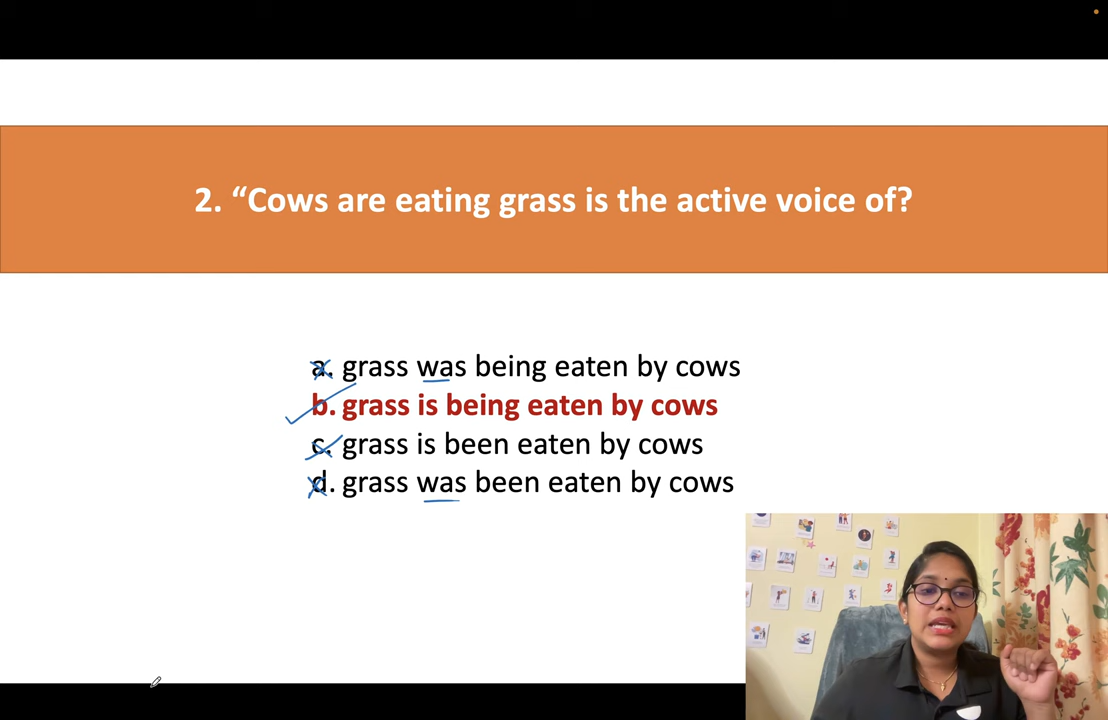 2. “Cows are eating grass is the active voice of?
a. grass was being eaten by cows
b. grass is being eaten by cows
c. grass is been eaten by cows
d. grass was been eaten by cows